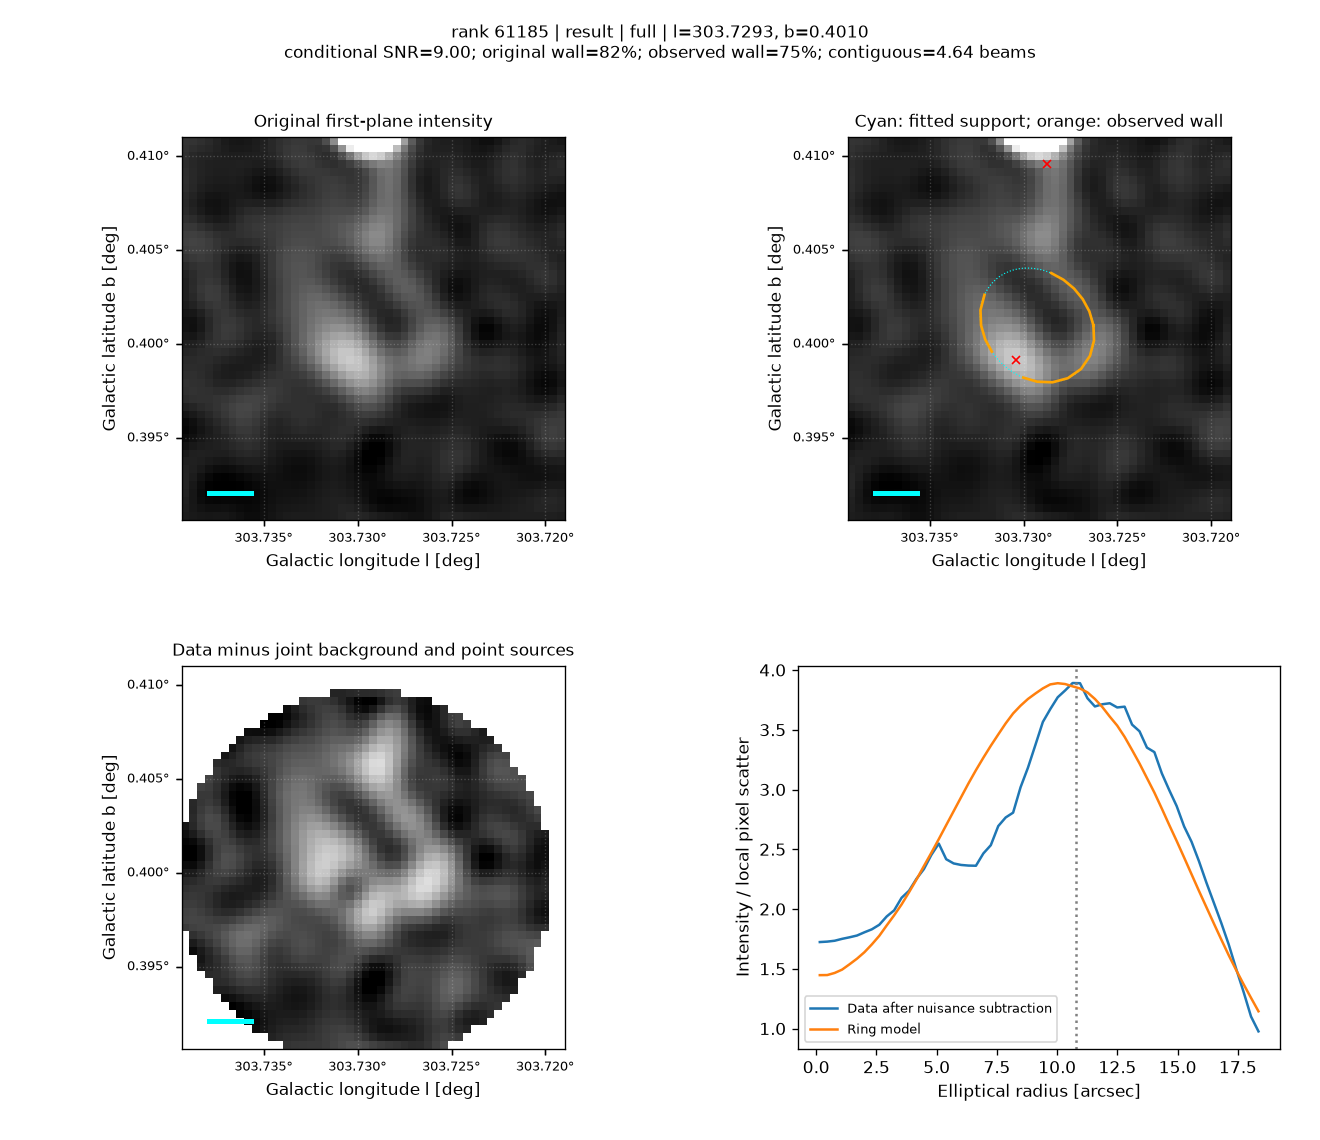 rank 61185 | result | full | l=303.7293, b=0.4010
conditional SNR=9.00; original wall=82%; observed wall=75%; contiguous=4.64 beams
Original first-plane intensity
Cyan: fitted support; orange: observed wall
0.410°
0.405°
0.400°
0.395°
Galactic latitude b [deg]
303.735°
303.730°
303.725°
303.720°
Galactic longitude l [deg]
0.410°
0.405°
0.400°
0.395°
Galactic latitude b [deg]
303.735°
303.730°
303.725°
303.720°
Galactic longitude l [deg]
Data minus joint background and point sources
0.410°
0.405°
0.400°
0.395°
Galactic latitude b [deg]
303.735°
303.730°
303.725°
303.720°
Galactic longitude l [deg]
4.0
3.5
3.0
2.5
2.0
1.5
1.0
Intensity / local pixel scatter
Data after nuisance subtraction
Ring model
0.0
2.5
5.0
7.5
10.0
12.5
15.0
17.5
Elliptical radius [arcsec]